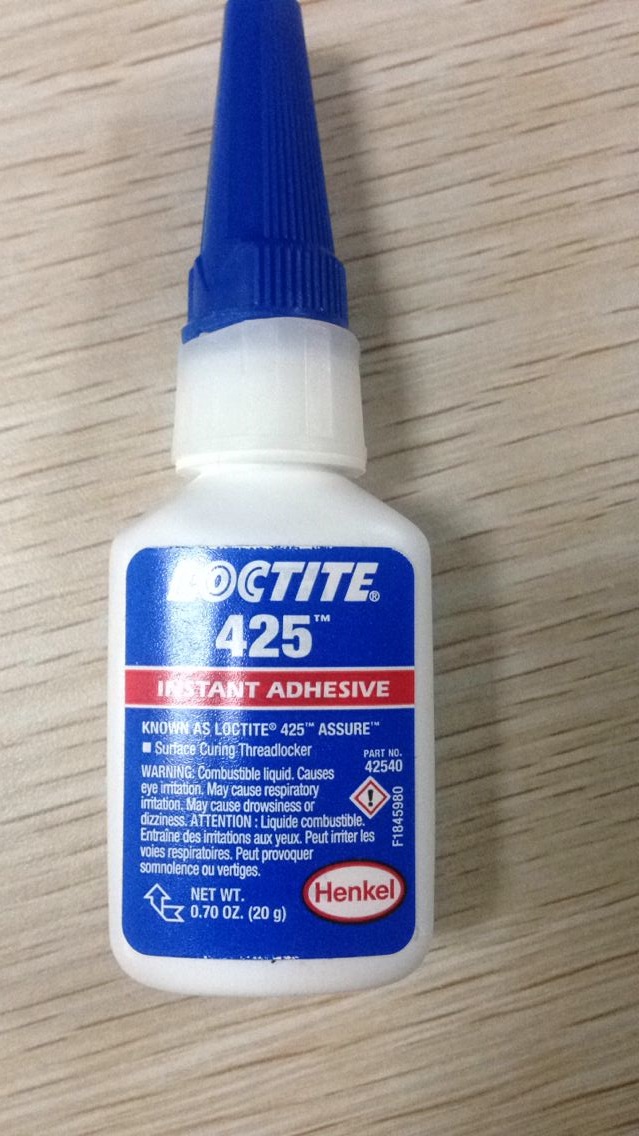 LOCTITE®
425™
INSTANT ADHESIVE
KNOWN AS LOCTITE® 425™ ASSURE™
■ Surface Curing Threadlocker
PART NO.
42540
WARNING: Combustible liquid. Causes
eye irritation. May cause respiratory
irritation. May cause drowsiness or
dizziness. ATTENTION : Liquide combustible.
Entraîne des irritations aux yeux. Peut irriter les
voies respiratoires. Peut provoquer
somnolence ou vertiges.
!
F1845980
NET WT.
0.70 OZ. (20 g)
Henkel